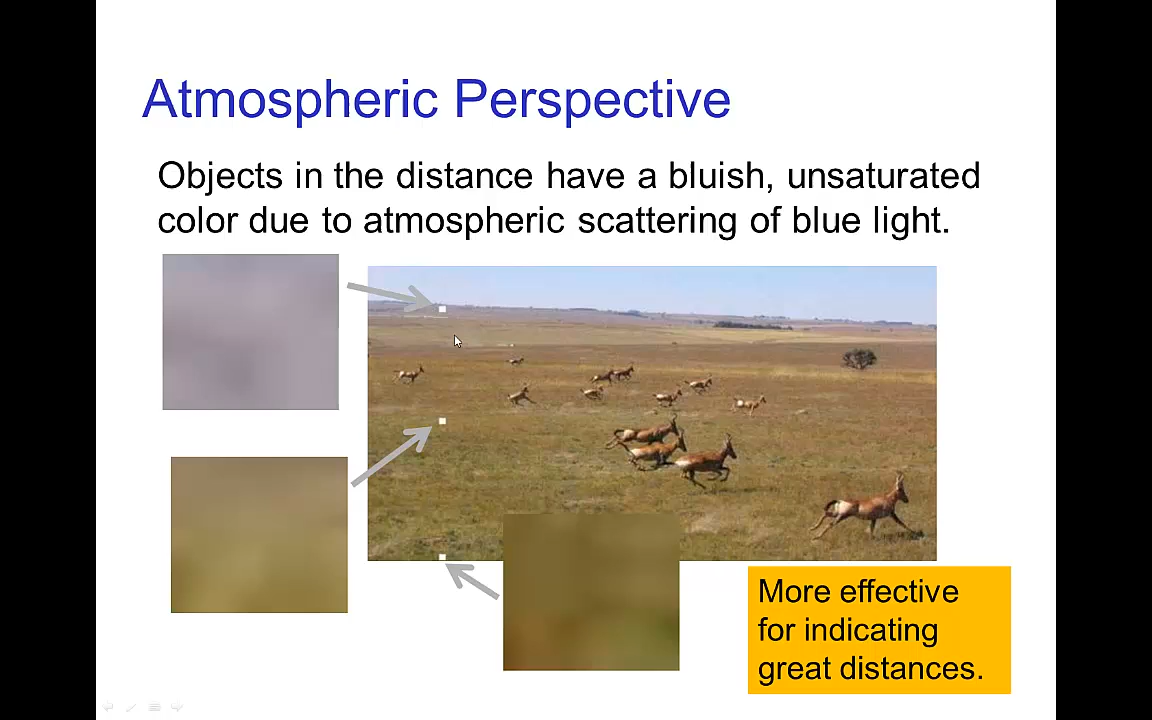 Atmospheric Perspective
Objects in the distance have a bluish, unsaturated
color due to atmospheric scattering of blue light.
More effective
for indicating
great distances.